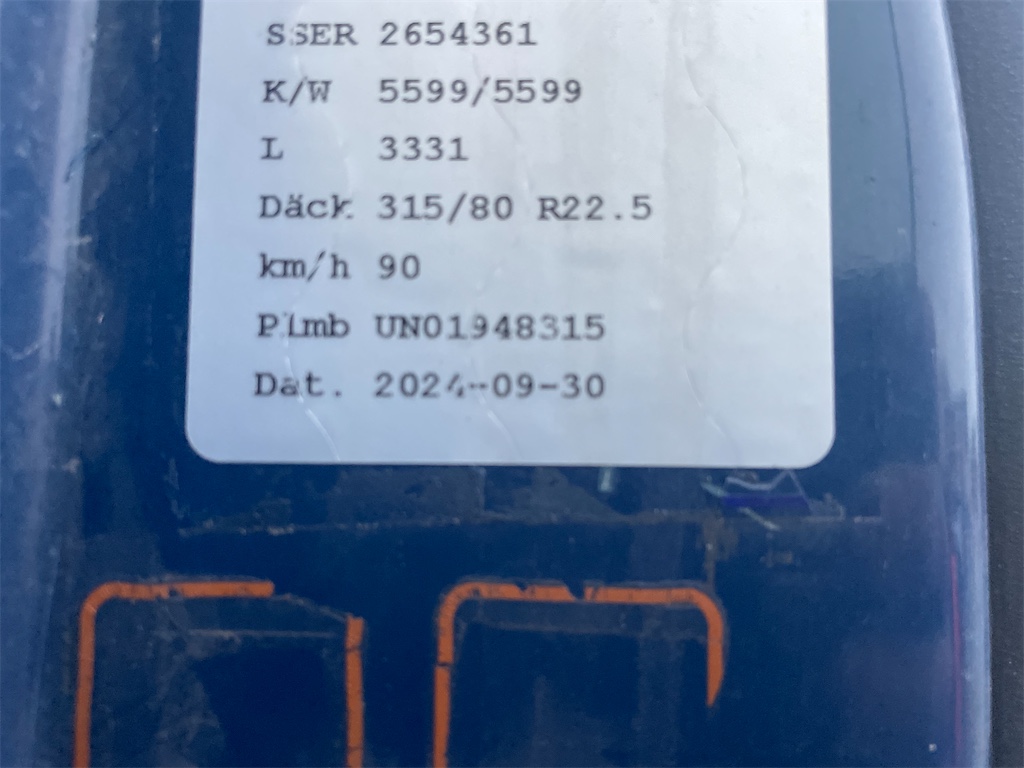 SSER 2654361
K/W 5599/5599
L 3331
Däck 315/80 R22.5
km/h 90
Plmb UN01948315
Dat. 2024-09-30